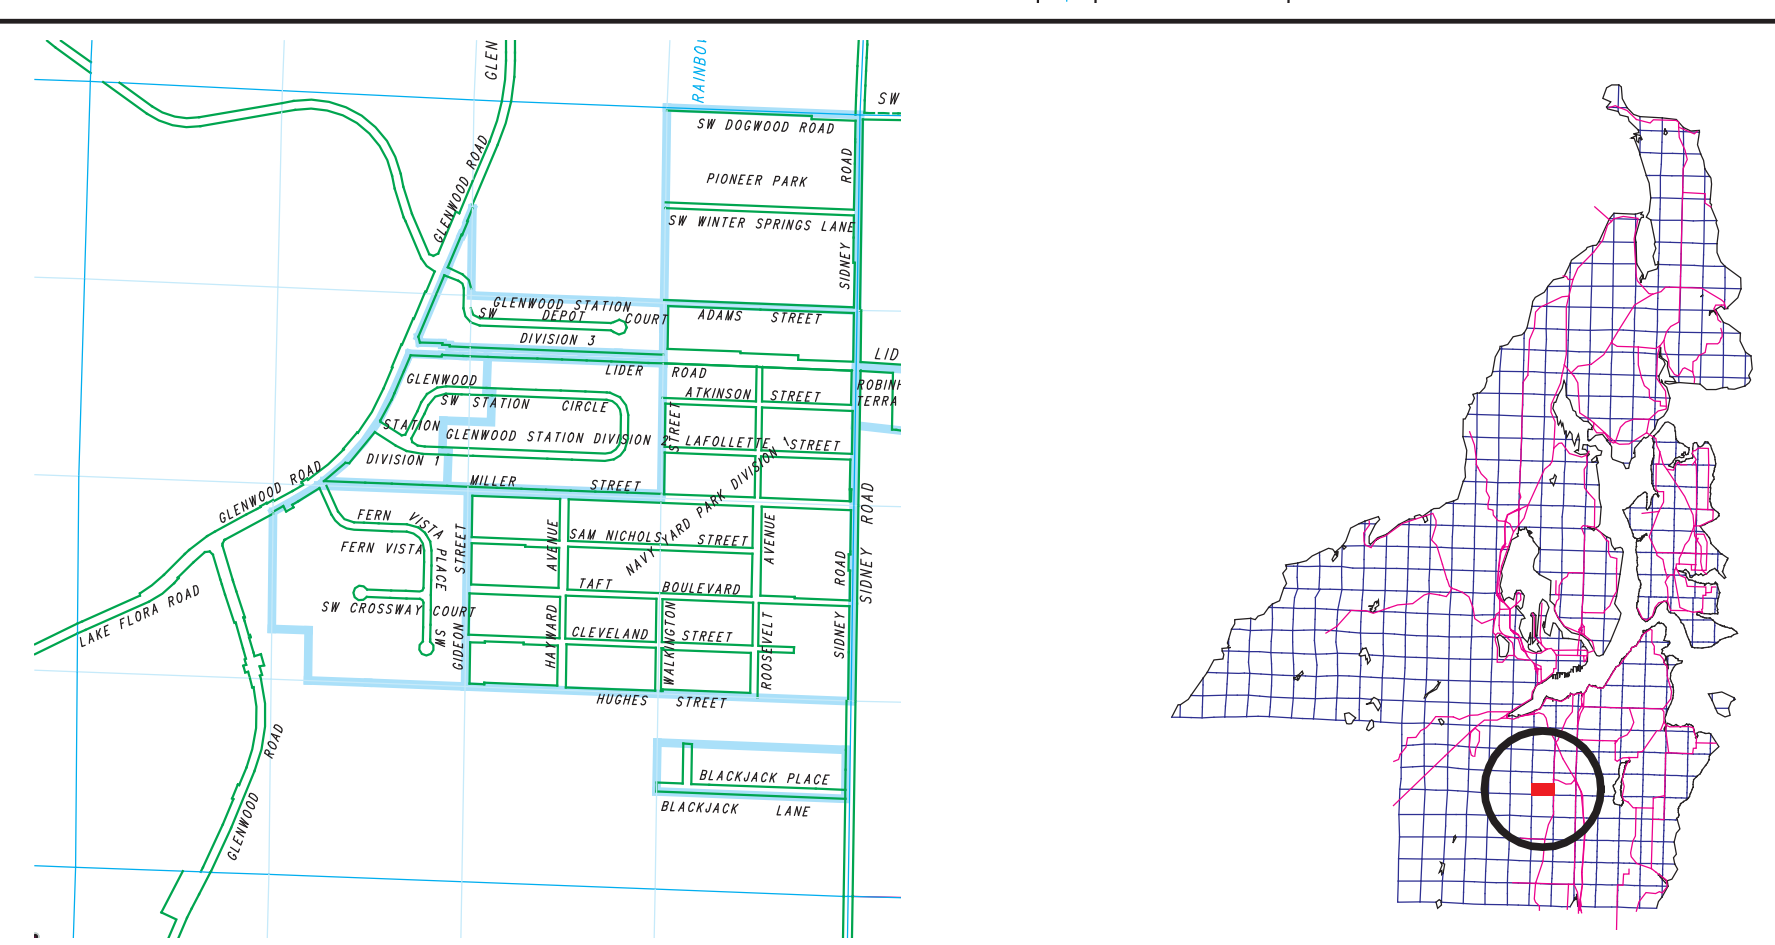 GLEN
RAINBO
SW
SW DOGWOOD ROAD
ROAD
PIONEER PARK
GLENWOOD ROAD
SW WINTER SPRINGS LANE
SIDNEY
GLENWOOD STATION
SW DEPOT COURT
ADAMS STREET
DIVISION 3
LID
LIDER ROAD
GLENWOOD
ATKINSON STREET
ROBINH
TERRA
SW STATION CIRCLE
STATION
STREET
GLENWOOD STATION DIVISION 2
LAFOLLETTE STREET
DIVISION 1
GLENWOOD ROAD
MILLER STREET
NAVY YARD PARK DIVISION 1
SIDNEY ROAD
FERN VISTA PLACE SW
FERN VISTA
GIDEON STREET
HAYWARD AVENUE
SAM NICHOLS STREET
ROOSEVELT AVENUE
SIDNEY ROAD
TAFT BOULEVARD
SW CROSSWAY COURT
LAKE FLORA ROAD
CLEVELAND STREET
WALKINGTON
HUGHES STREET
GLENWOOD ROAD
BLACKJACK PLACE
BLACKJACK LANE